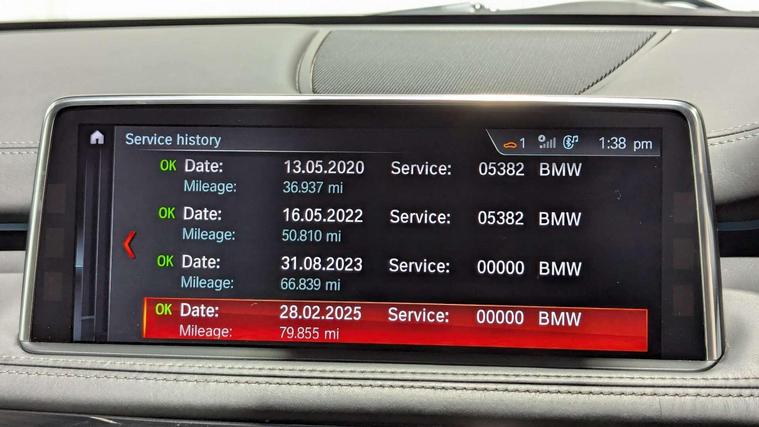 Service history 1 1:38 pm
OK Date: 13.05.2020 Service: 05382 BMW
Mileage: 36.937 mi
OK Date: 16.05.2022 Service: 05382 BMW
Mileage: 50.810 mi
OK Date: 31.08.2023 Service: 00000 BMW
Mileage: 66.839 mi
OK Date: 28.02.2025 Service: 00000 BMW
Mileage: 79.855 mi